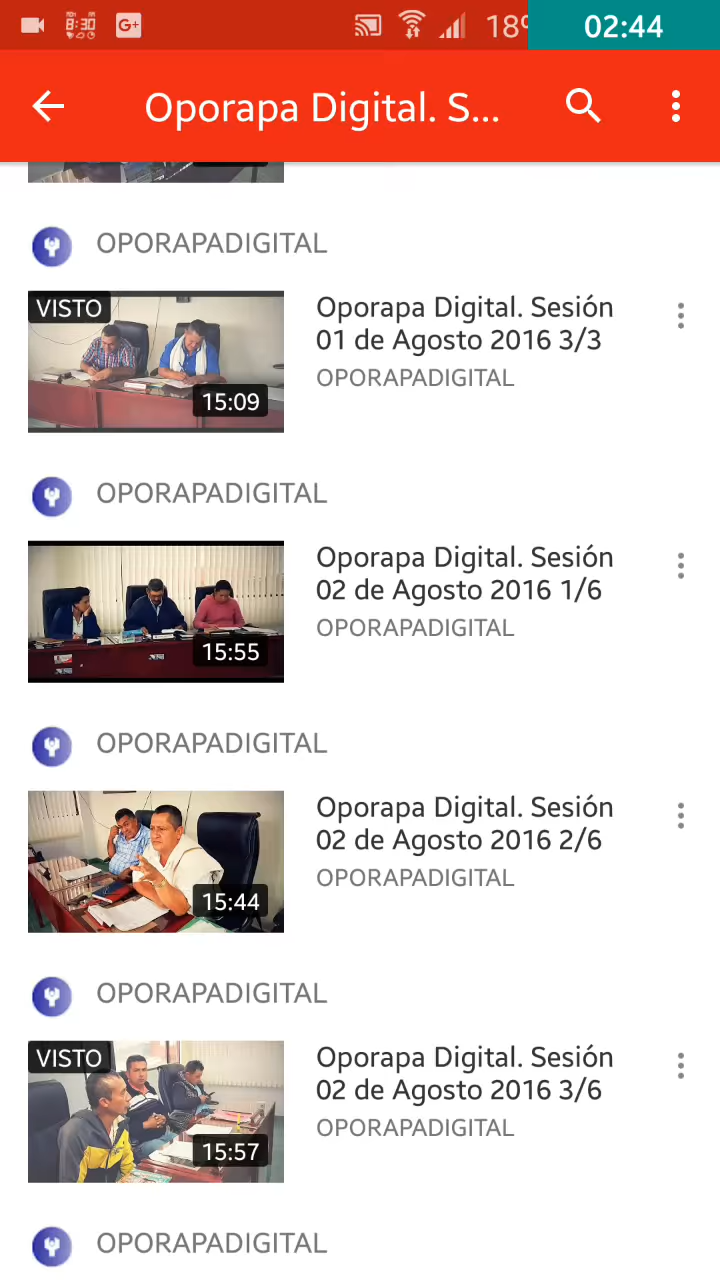 8:30
G+
18º
02:44
Oporapa Digital. S...
OPORAPADIGITAL
VISTO
15:09
Oporapa Digital. Sesión
01 de Agosto 2016 3/3
OPORAPADIGITAL
OPORAPADIGITAL
15:55
Oporapa Digital. Sesión
02 de Agosto 2016 1/6
OPORAPADIGITAL
OPORAPADIGITAL
15:44
Oporapa Digital. Sesión
02 de Agosto 2016 2/6
OPORAPADIGITAL
OPORAPADIGITAL
VISTO
15:57
Oporapa Digital. Sesión
02 de Agosto 2016 3/6
OPORAPADIGITAL
OPORAPADIGITAL